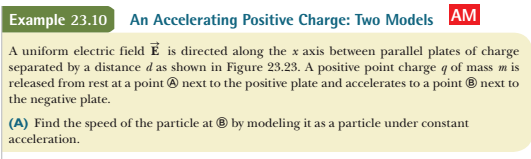 Example 23.10 An Accelerating Positive Charge: Two Models AM
A uniform electric field E⃗ is directed along the x axis between parallel plates of charge
separated by a distance d as shown in Figure 23.23. A positive point charge q of mass m is
released from rest at a point Ⓐ next to the positive plate and accelerates to a point Ⓑ next to
the negative plate.
(A) Find the speed of the particle at Ⓑ by modeling it as a particle under constant
acceleration.